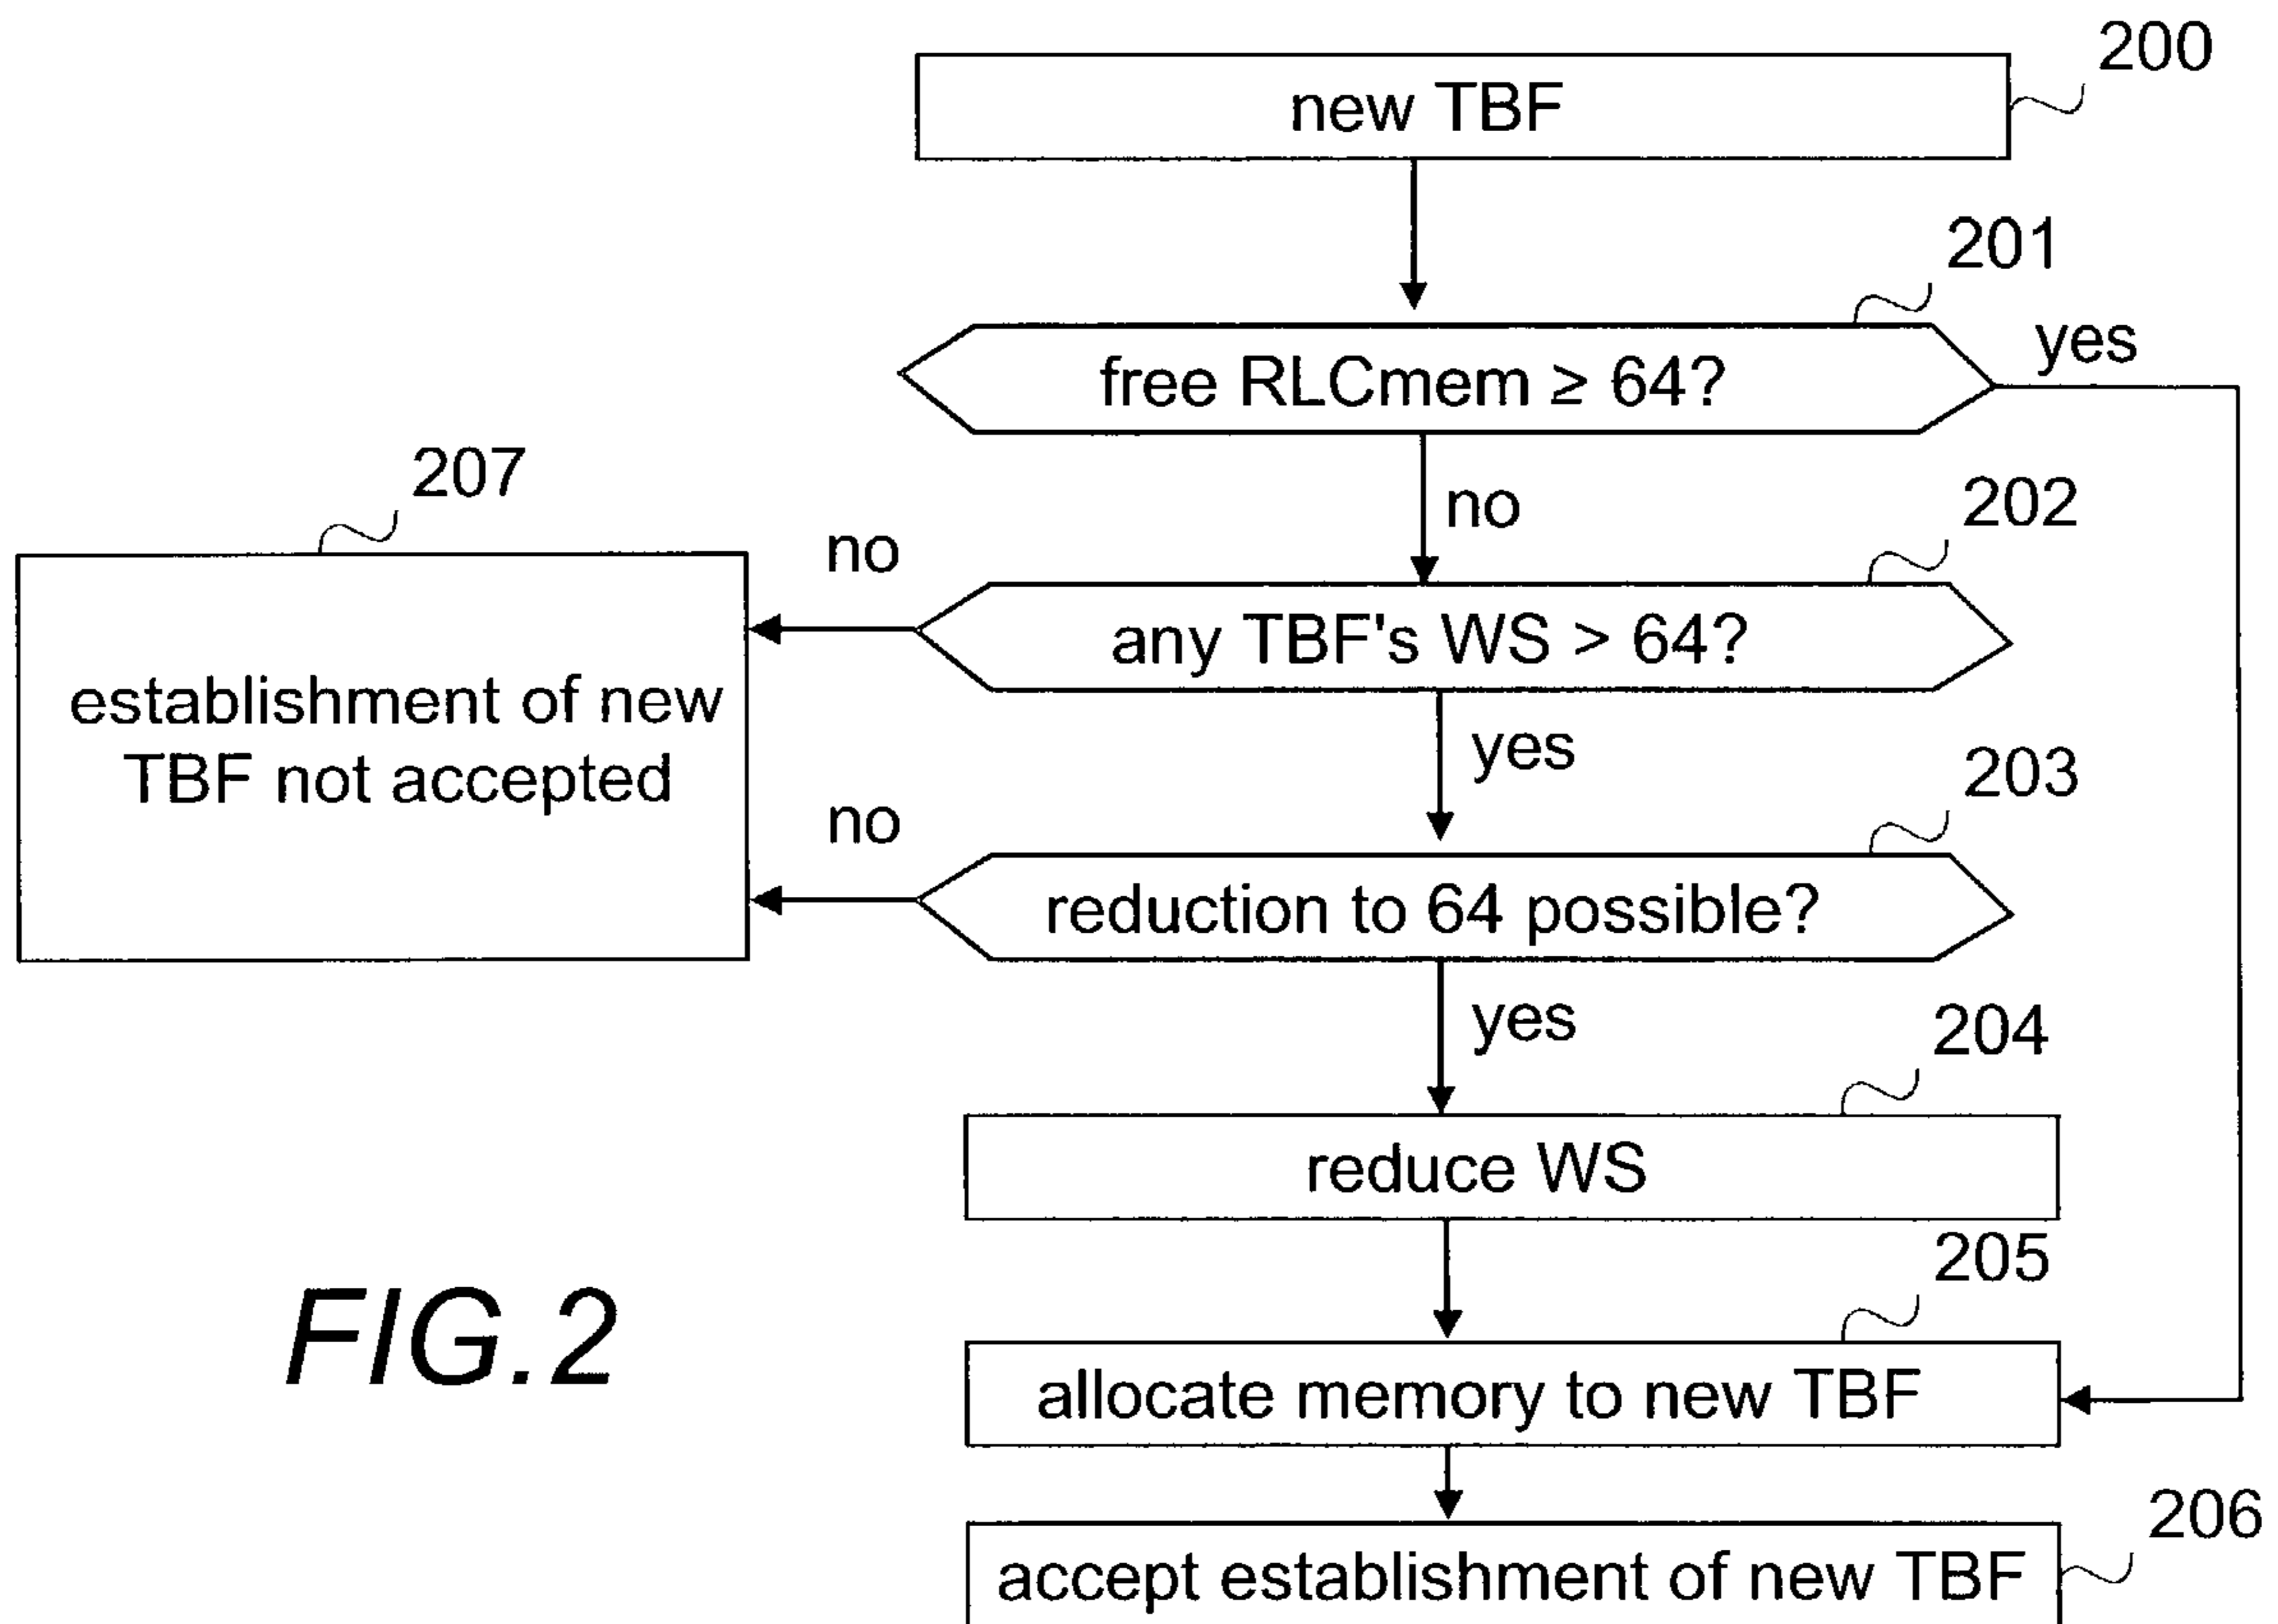 200
new TBF
201
free RLCmem ≥ 64?
yes
no
202
any TBF's WS > 64?
no
207
establishment of new
TBF not accepted
yes
203
reduction to 64 possible?
no
yes
204
reduce WS
205
allocate memory to new TBF
206
accept establishment of new TBF
FIG.2